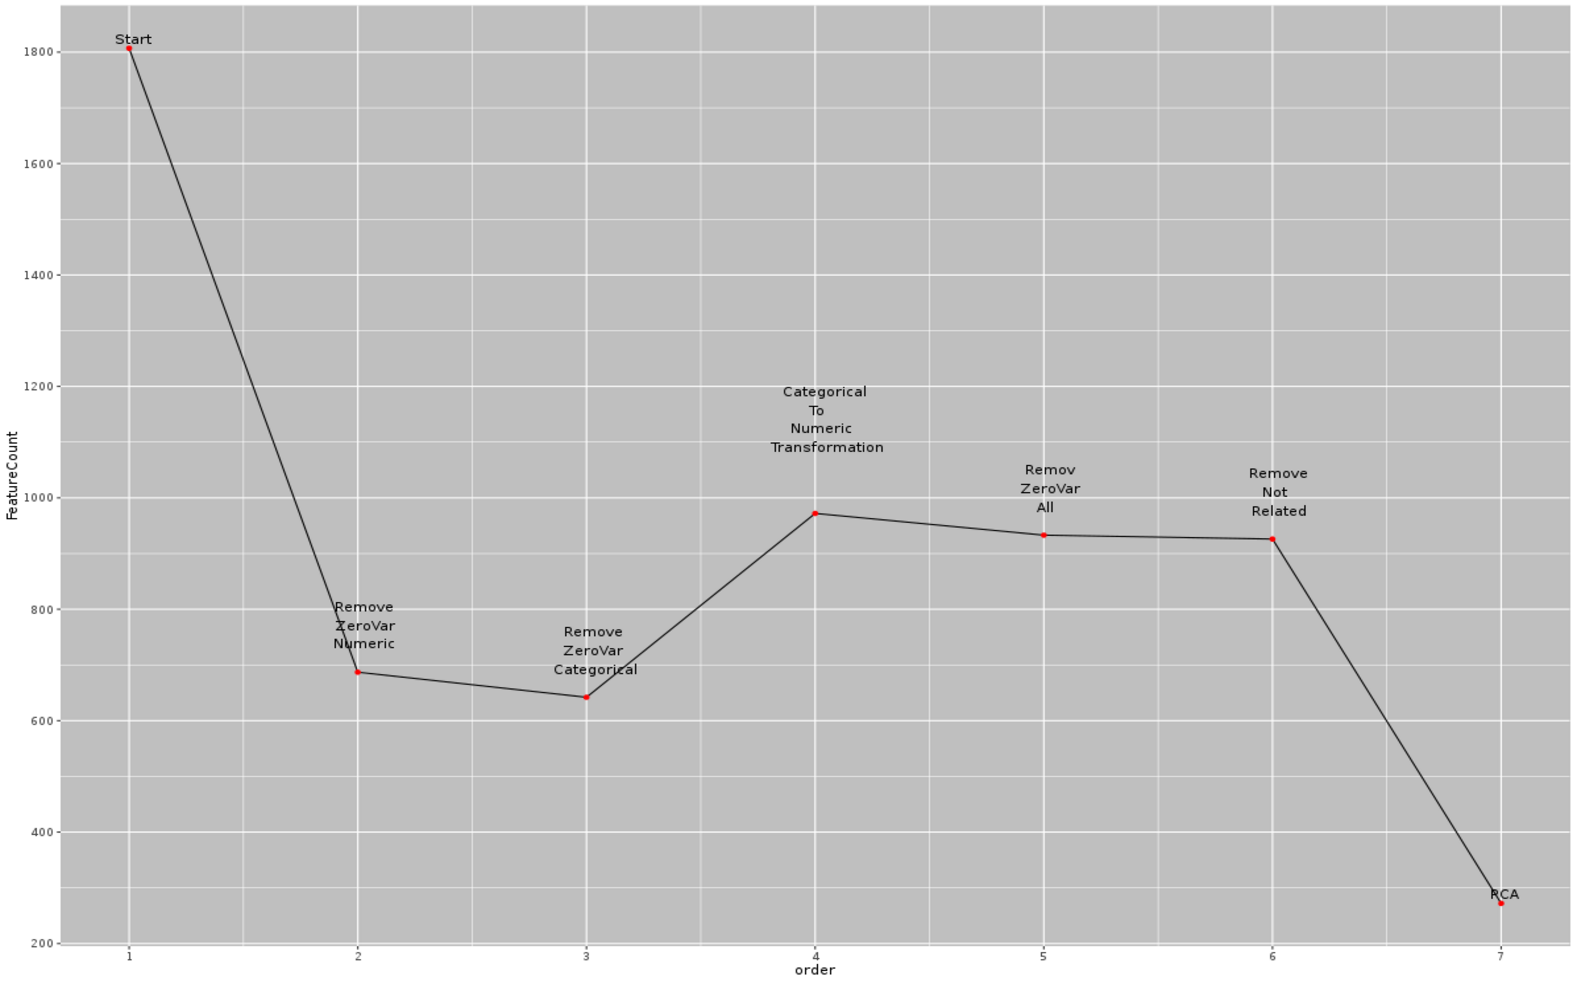 Start
1800
1600
1400
1200
1000
800
600
400
200
FeatureCount
Remove
ZeroVar
Numeric
Remove
ZeroVar
Categorical
Categorical
To
Numeric
Transformation
Remov
ZeroVar
All
Remove
Not
Related
PCA
1 2 3 4 5 6 7
order